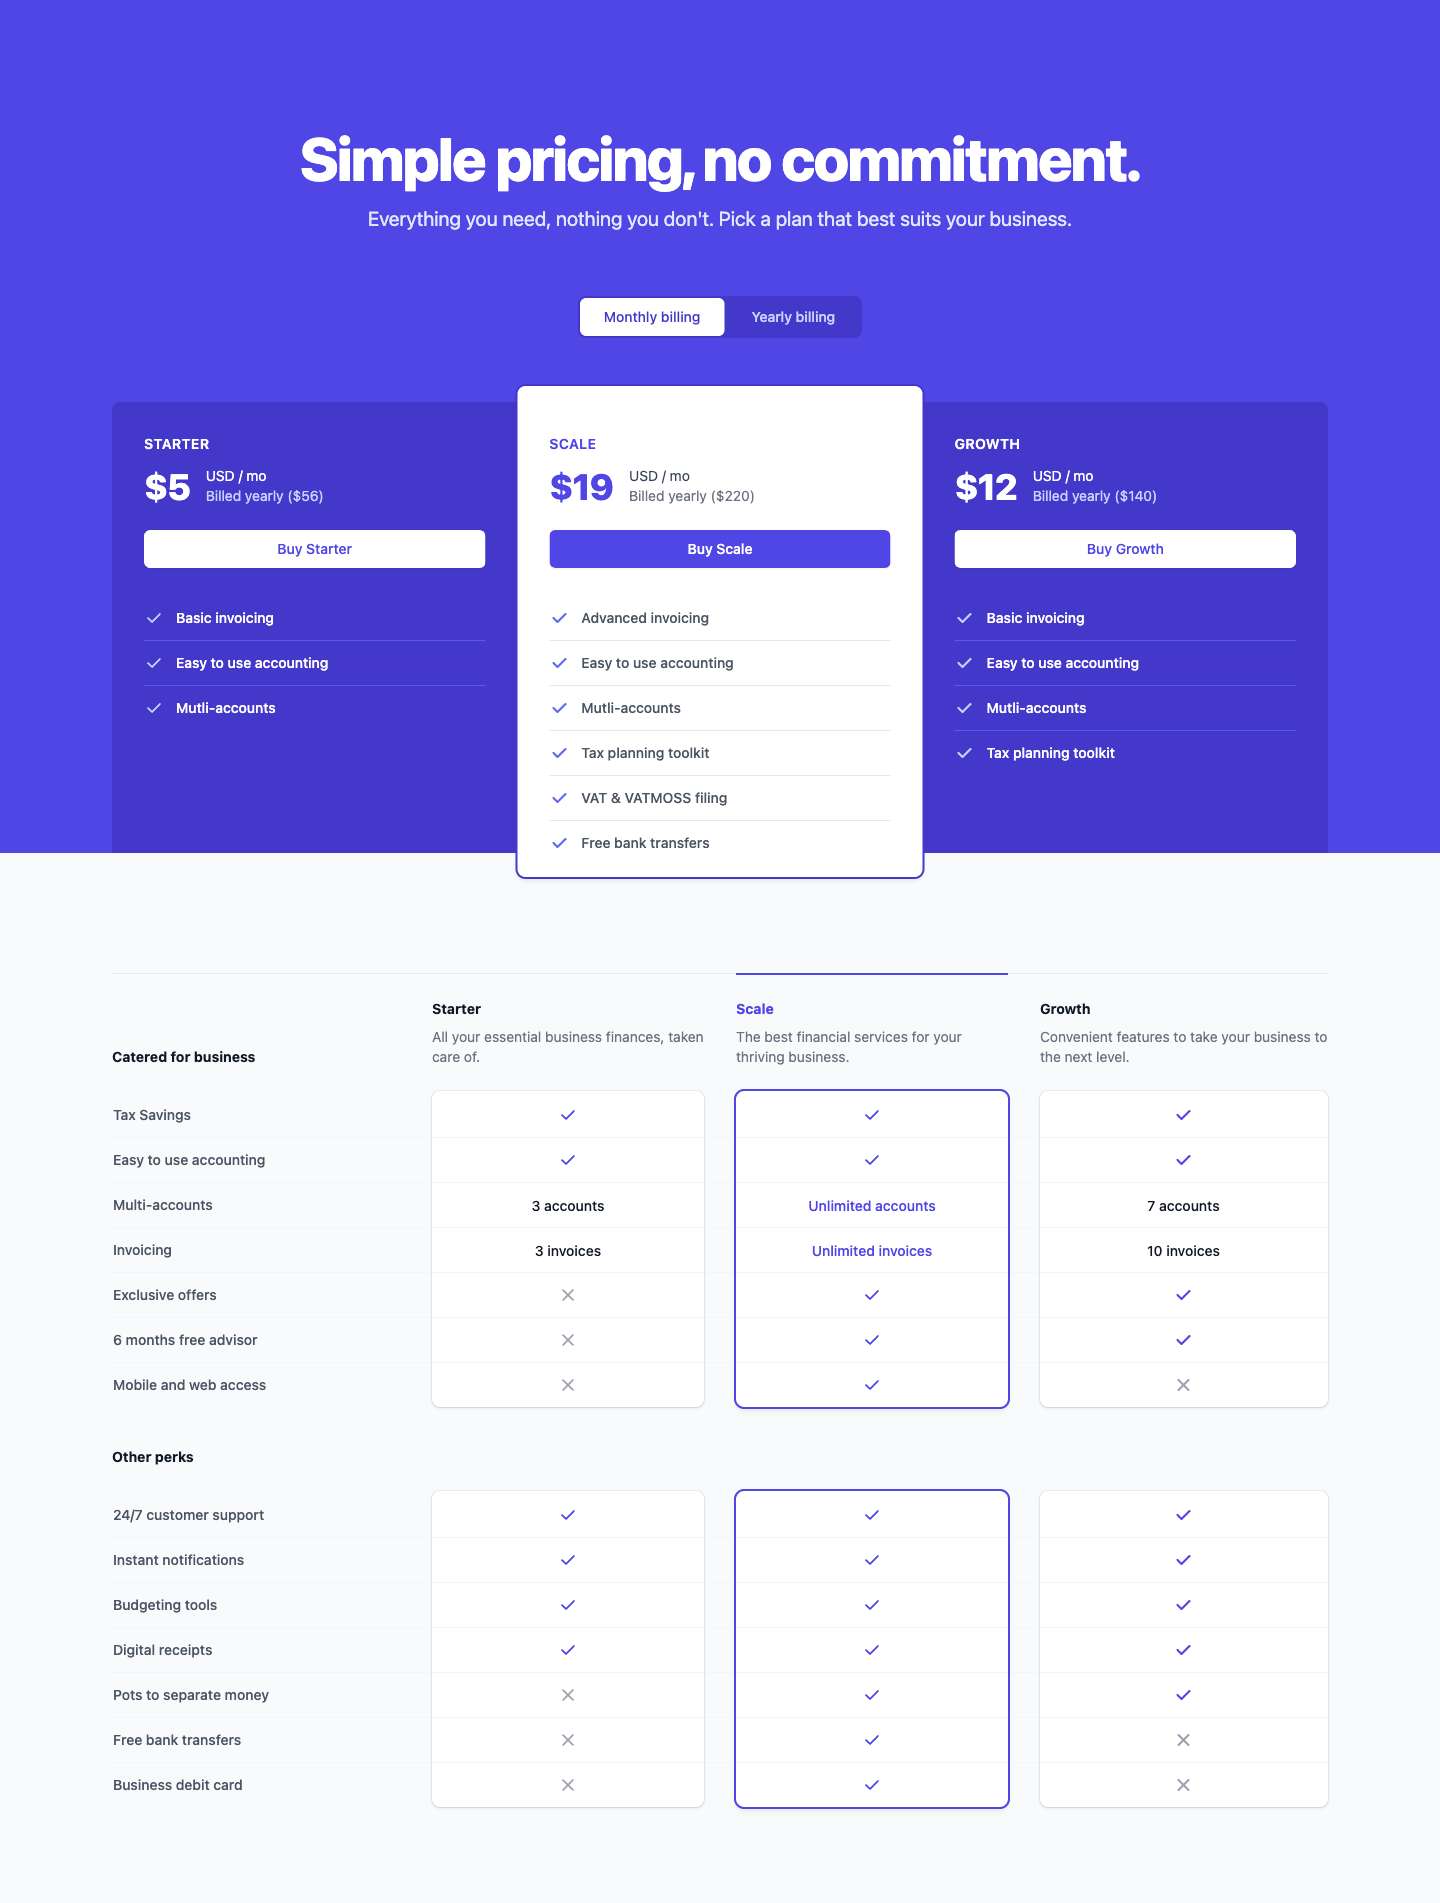 Simple pricing, no commitment.
Everything you need, nothing you don't. Pick a plan that best suits your business.
Monthly billing
Yearly billing
STARTER
$5
USD / mo
Billed yearly ($56)
Buy Starter
Basic invoicing
Easy to use accounting
Mutli-accounts
SCALE
$19
USD / mo
Billed yearly ($220)
Buy Scale
Advanced invoicing
Easy to use accounting
Mutli-accounts
Tax planning toolkit
VAT & VATMOSS filing
Free bank transfers
GROWTH
$12
USD / mo
Billed yearly ($140)
Buy Growth
Basic invoicing
Easy to use accounting
Mutli-accounts
Tax planning toolkit
Catered for business
Starter
All your essential business finances, taken
care of.
Scale
The best financial services for your
thriving business.
Growth
Convenient features to take your business to
the next level.
Tax Savings
Easy to use accounting
Multi-accounts
3 accounts
Unlimited accounts
7 accounts
Invoicing
3 invoices
Unlimited invoices
10 invoices
Exclusive offers
6 months free advisor
Mobile and web access
Other perks
24/7 customer support
Instant notifications
Budgeting tools
Digital receipts
Pots to separate money
Free bank transfers
Business debit card